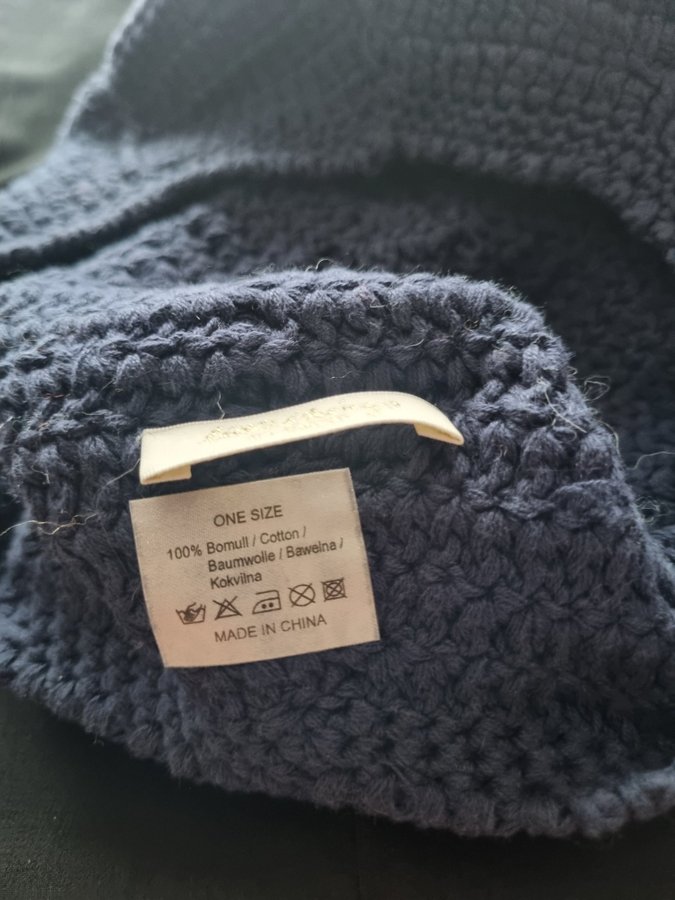 ONE SIZE
100% Bomull / Cotton /
Baumwolle / Bawełna /
Kokvilna
MADE IN CHINA